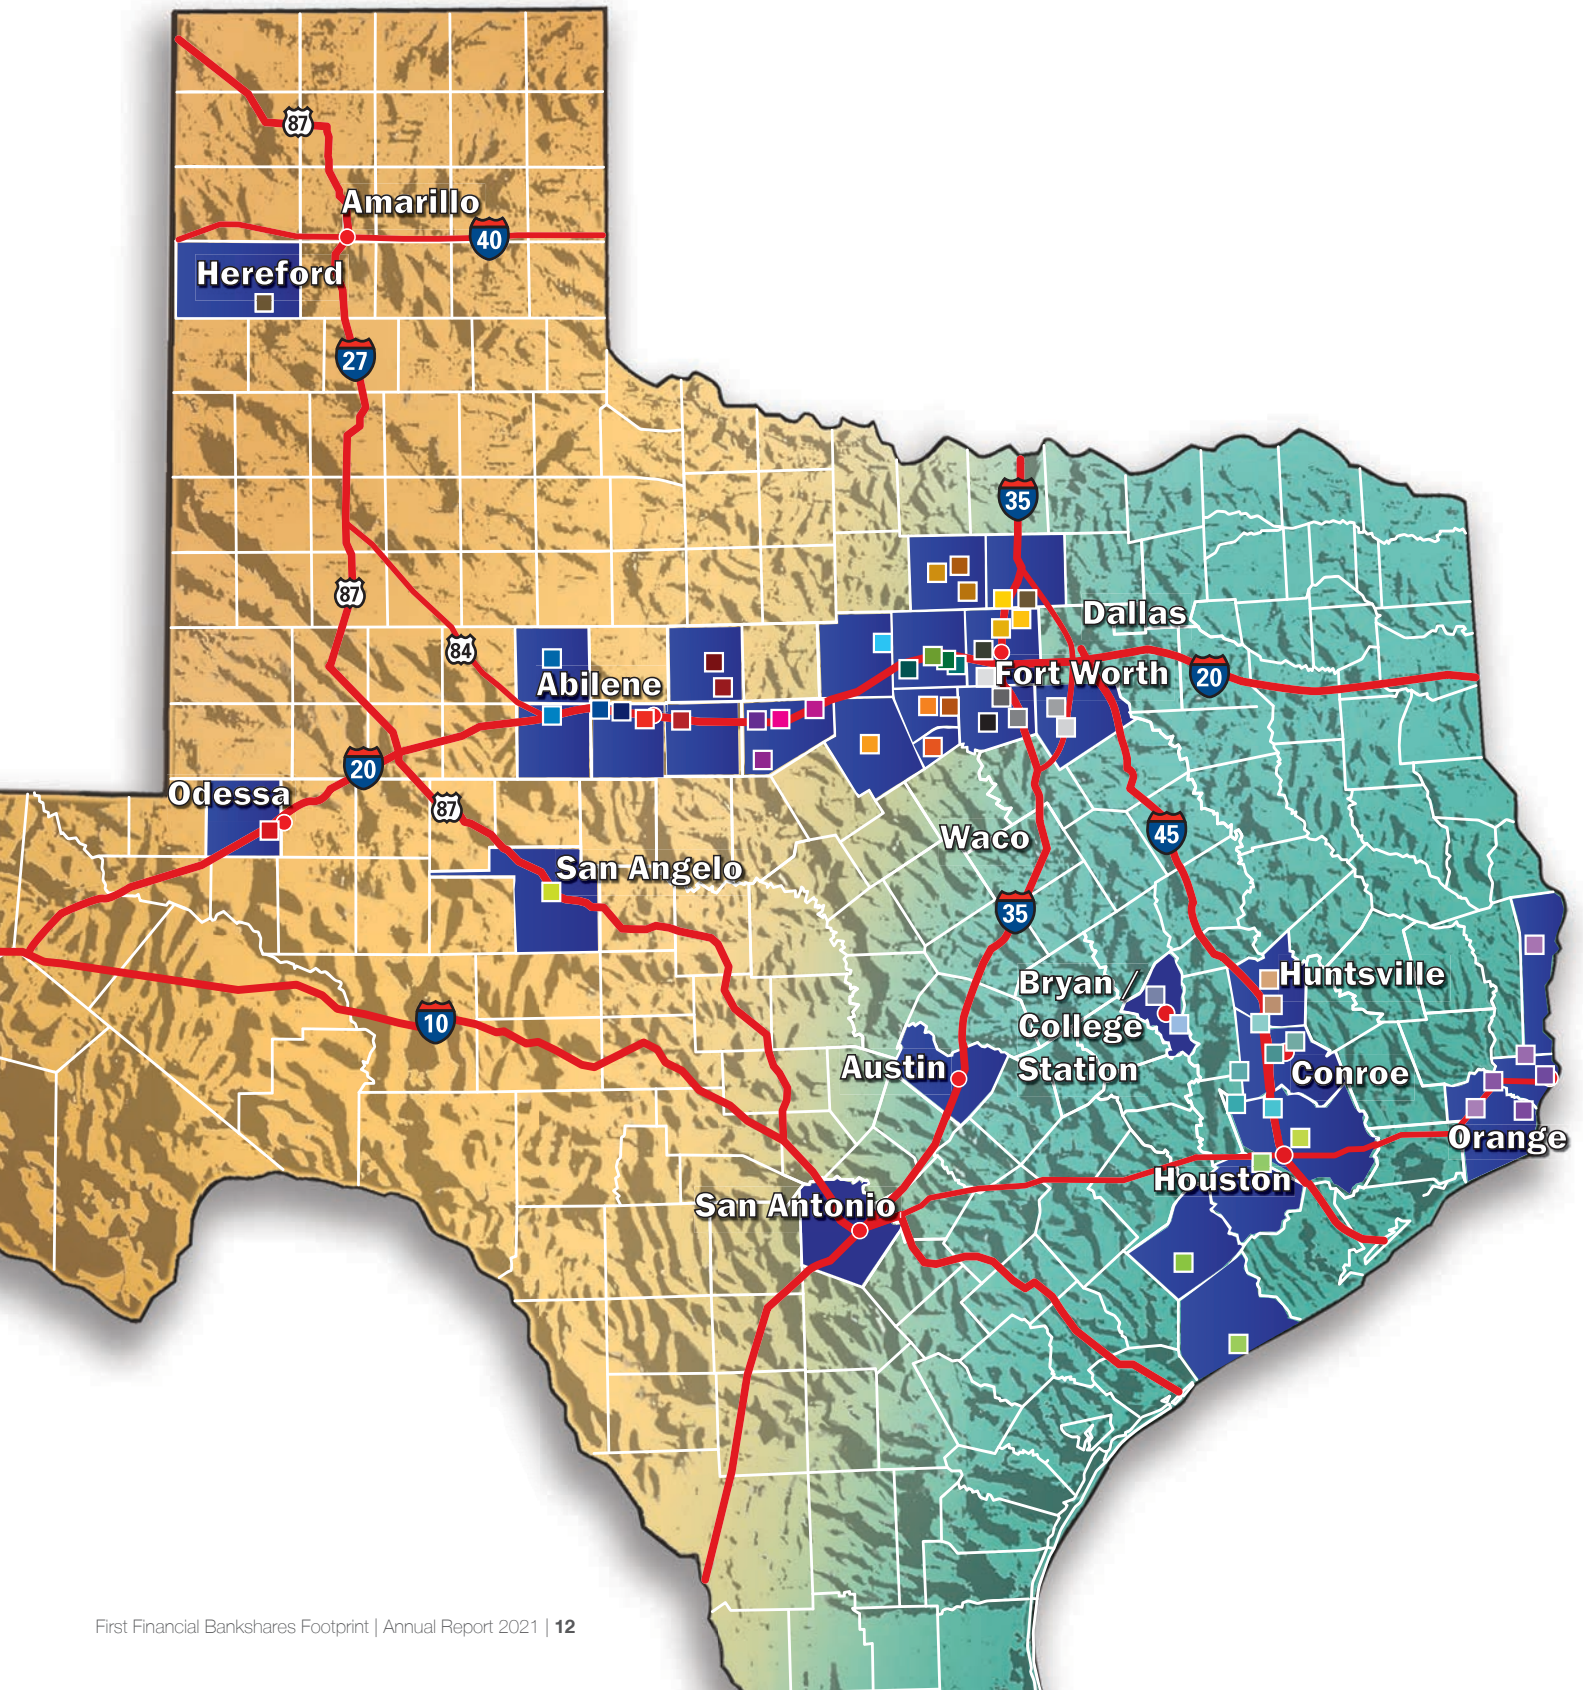 87
Amarillo
40
Hereford
27
35
87
Dallas
84
Fort Worth
20
Abilene
20
Odessa
87
Waco
45
San Angelo
35
Bryan /
College
Station
Huntsville
10
Austin
Conroe
Orange
Houston
San Antonio
First Financial Bankshares Footprint | Annual Report 2021 | 12